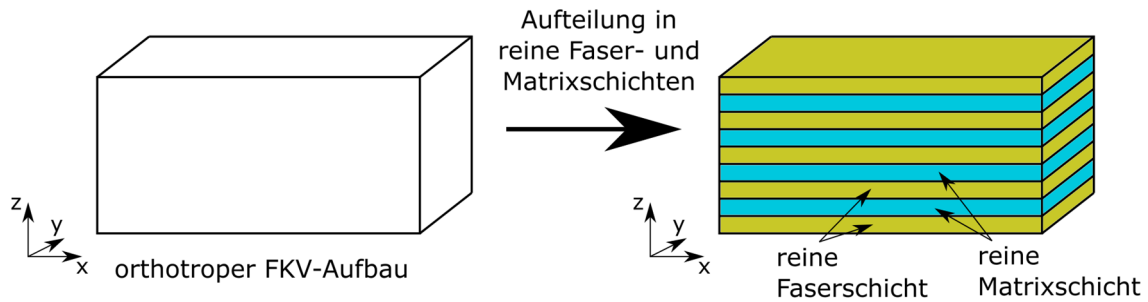 Aufteilung in
reine Faser- und
Matrixschichten
z
y
x
orthotroper FKV-Aufbau
z
y
x
reine
Faserschicht
reine
Matrixschicht